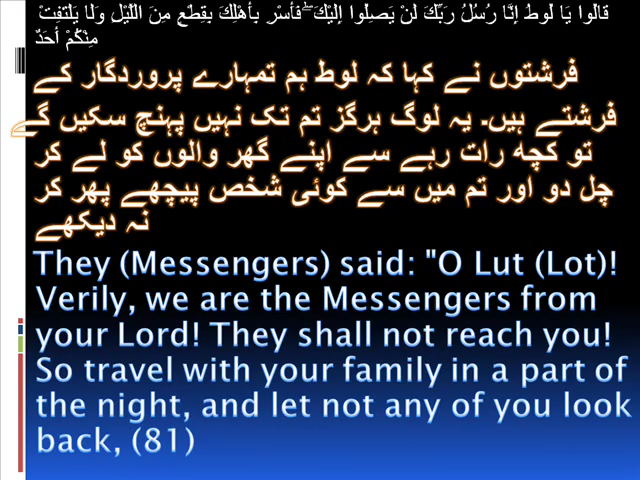 قَالُوا يَا لُوطُ إِنَّا رُسُلُ رَبِّكَ لَنْ يَصِلُوا إِلَيْكَ ۖ فَأَسْرِ بِأَهْلِكَ بِقِطْعٍ مِنَ اللَّيْلِ وَلَا يَلْتَفِتْ
مِنْكُمْ أَحَدٌ
فرشتوں نے کہا کہ لوط ہم تمہارے پروردگار کے
فرشتے ہیں۔ یہ لوگ ہرگز تم تک نہیں پہنچ سکیں گے
تو کچھ رات رہے سے اپنے گھر والوں کو لے کر
چل دو اور تم میں سے کوئی شخص پیچھے پھر کر
نہ دیکھے
They (Messengers) said: "O Lut (Lot)!
Verily, we are the Messengers from
your Lord! They shall not reach you!
So travel with your family in a part of
the night, and let not any of you look
back, (81)